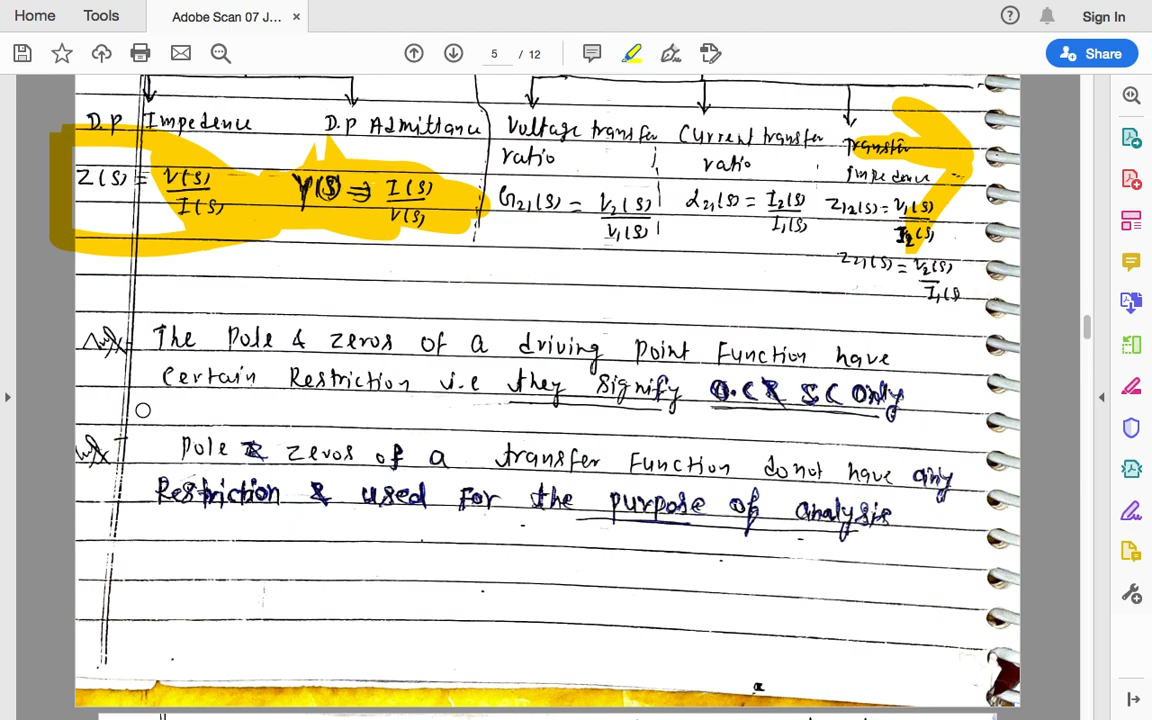 Home Tools Adobe Scan 07 J... × Sign In
5 / 12 Share
D.P Impedence D.P Admittance Voltage transfer ratio Current transfer ratio Transfer Impedence
Z(s) = V(s)/I(s) Y(s) ⇒ I(s)/V(s) G21(s) = V2(s)/V1(s) α21(s) = I2(s)/I1(s) Z12(s) = V1(s)/I2(s)
Z21(s) = V2(s)/I1(s)
The Pole & zeros of a driving Point Function have
Certain Restriction i.e they signify O.C & S C Only
Pole & zeros of a transfer Function do not have any
Restriction & used for the purpose of analysis